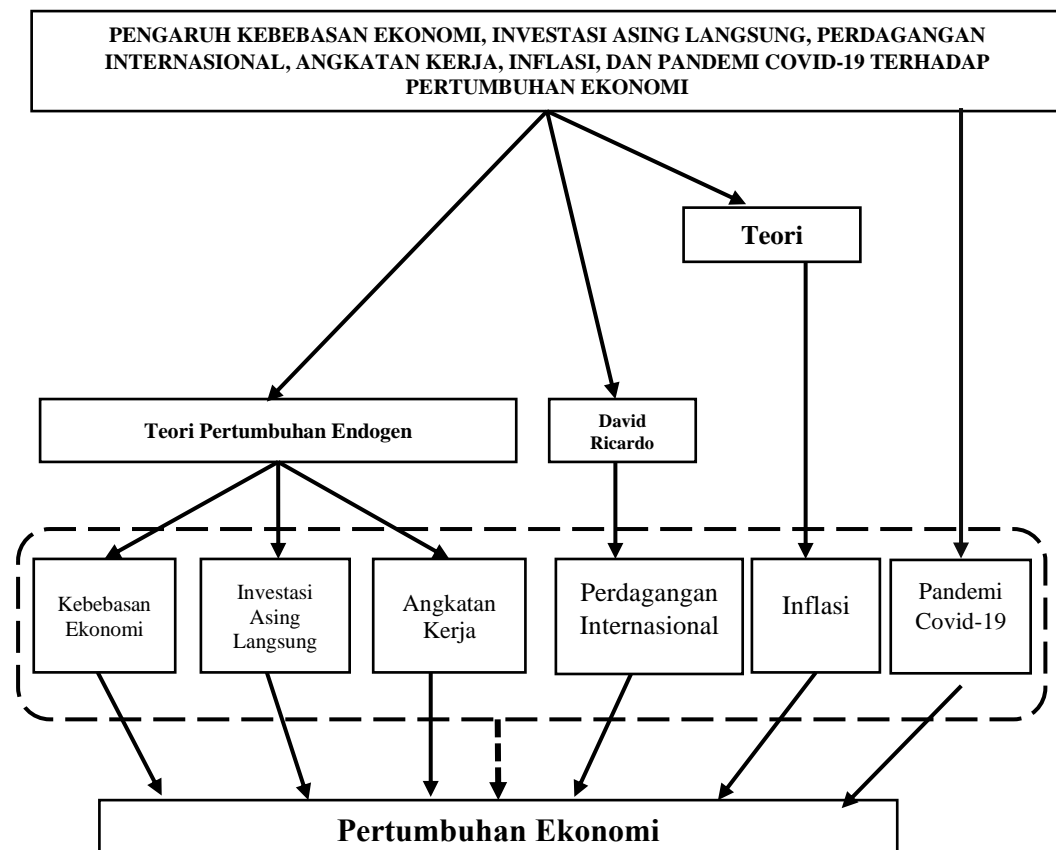 PENGARUH KEBEBASAN EKONOMI, INVESTASI ASING LANGSUNG, PERDAGANGAN
INTERNASIONAL, ANGKATAN KERJA, INFLASI, DAN PANDEMI COVID-19 TERHADAP
PERTUMBUHAN EKONOMI
Teori
Teori Pertumbuhan Endogen
David
Ricardo
Kebebasan
Ekonomi
Investasi
Asing
Langsung
Angkatan
Kerja
Perdagangan
Internasional
Inflasi
Pandemi
Covid-19
Pertumbuhan Ekonomi